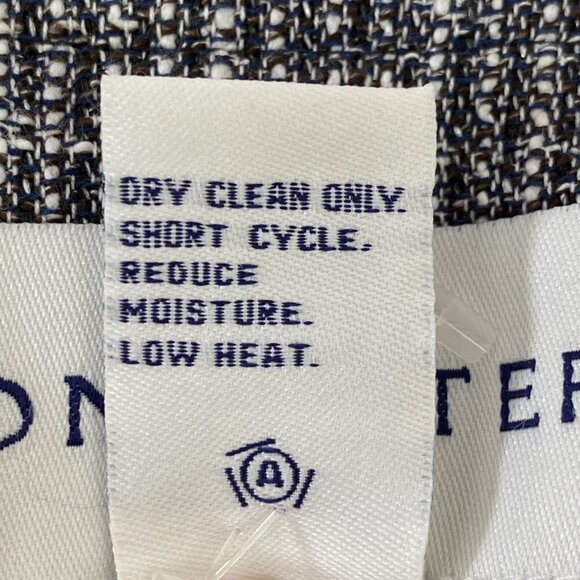 DRY CLEAN ONLY.
SHORT CYCLE.
REDUCE
MOISTURE.
LOW HEAT.
A